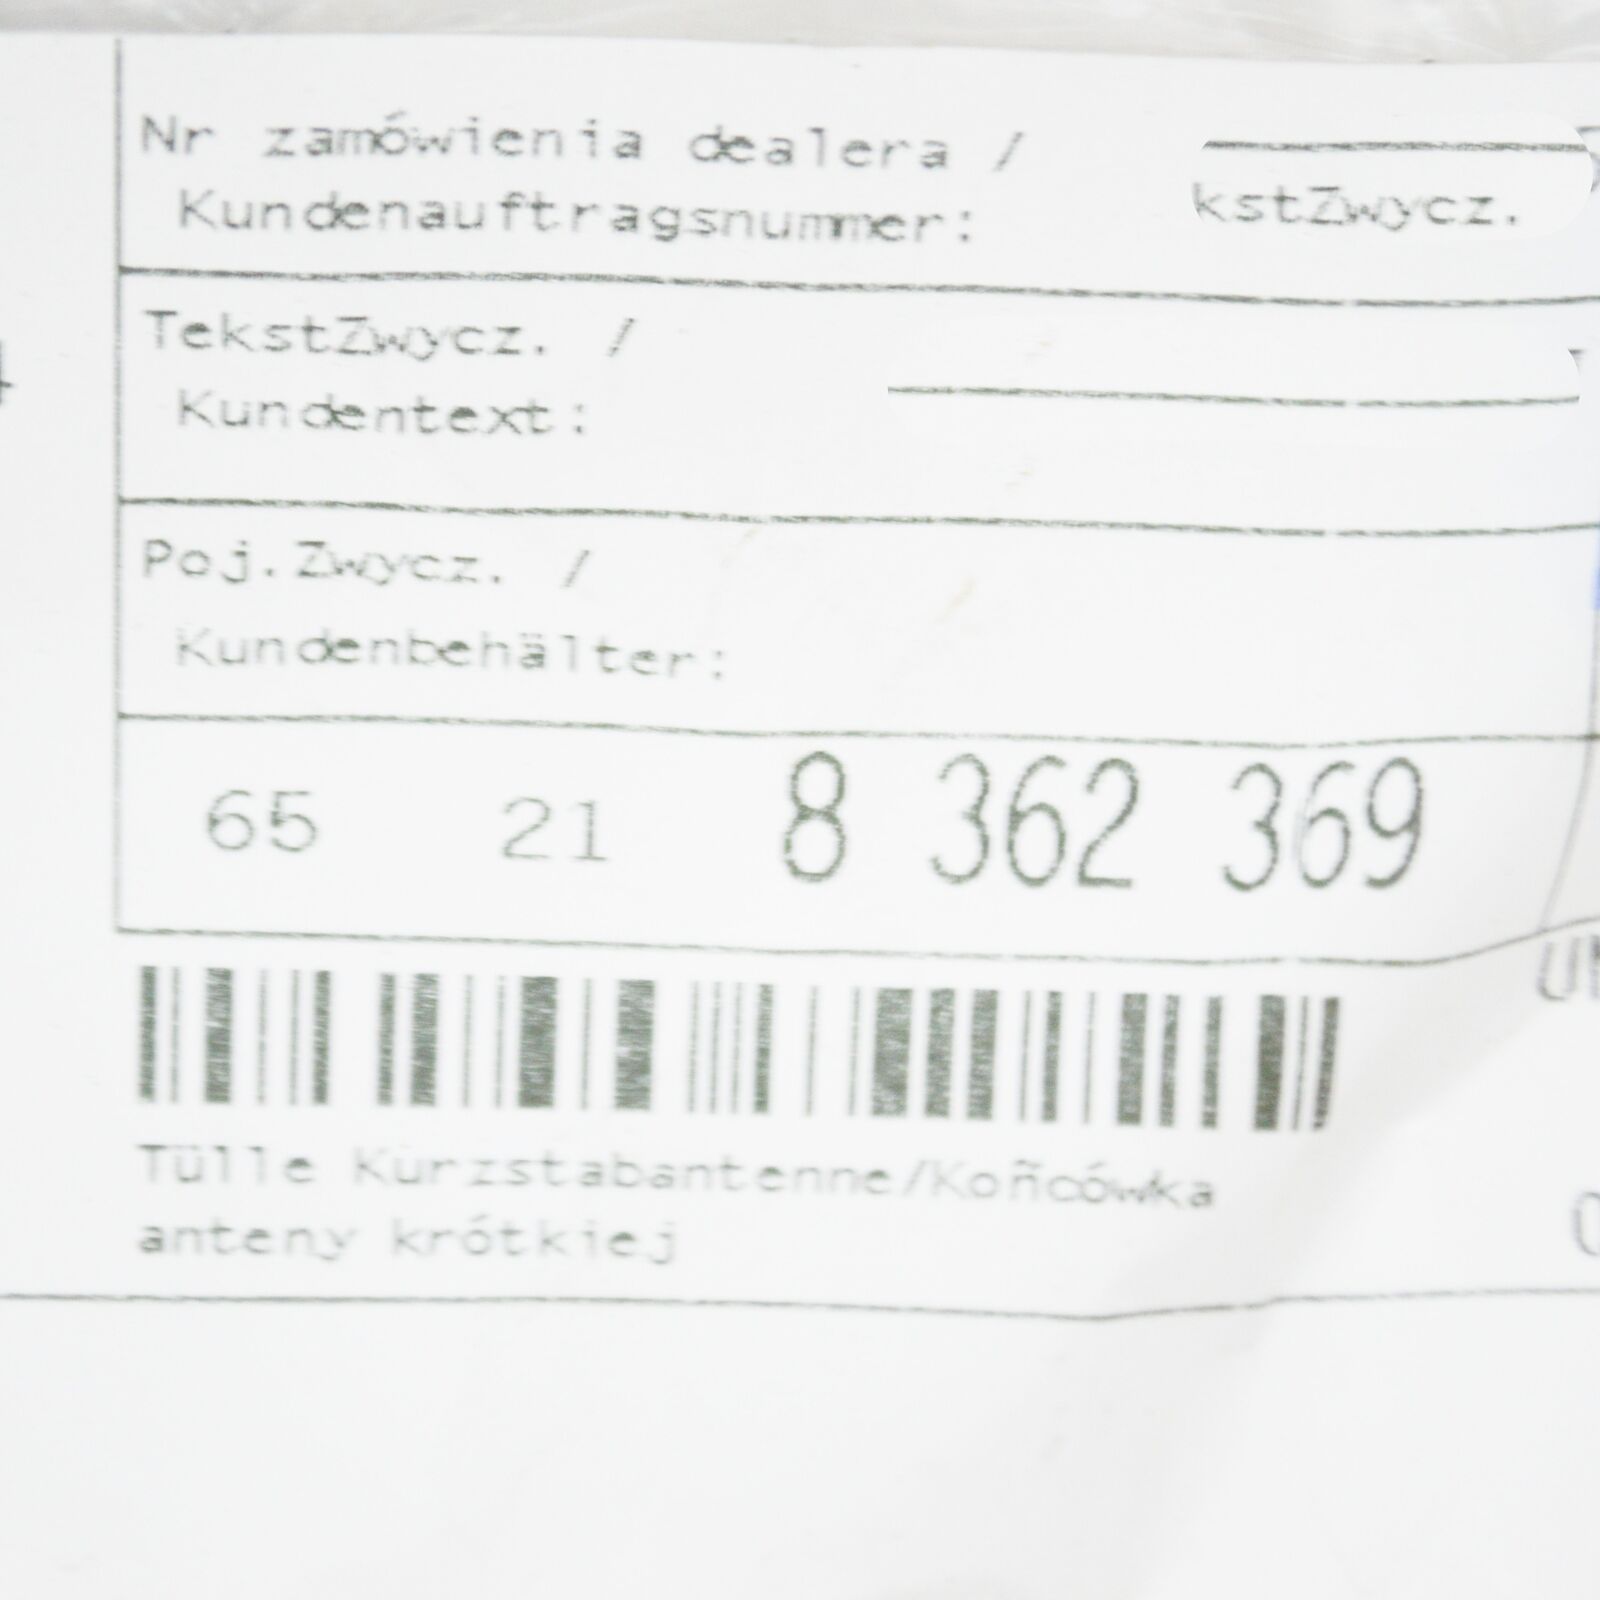 Nr zamówienia dealera /
Kundenauftragsnummer:
kstZwycz.
TekstZwycz. /
Kundentext:
Poj.Zwycz. /
Kundenbehälter:
65 21 8 362 369
Tülle Kurzstabantenne/Koñcówka
anteny krótkiej